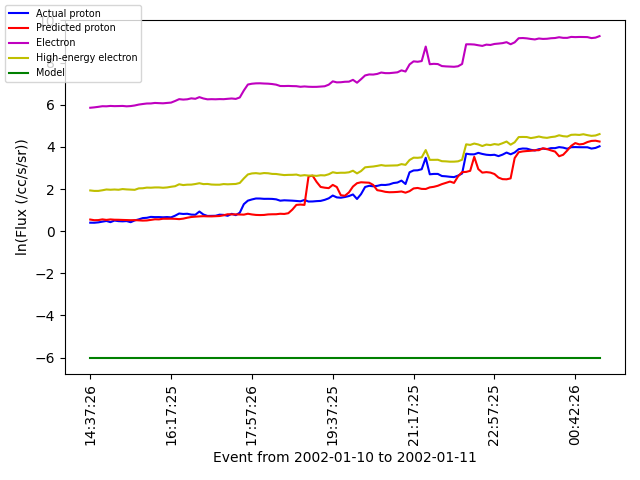 Actual proton
Predicted proton
Electron
High-energy electron
Model
6
4
2
0
−2
−4
−6
ln(Flux (/cc/s/sr))
14:37:26
16:17:25
17:57:26
19:37:25
21:17:25
22:57:25
00:42:26
Event from 2002-01-10 to 2002-01-11